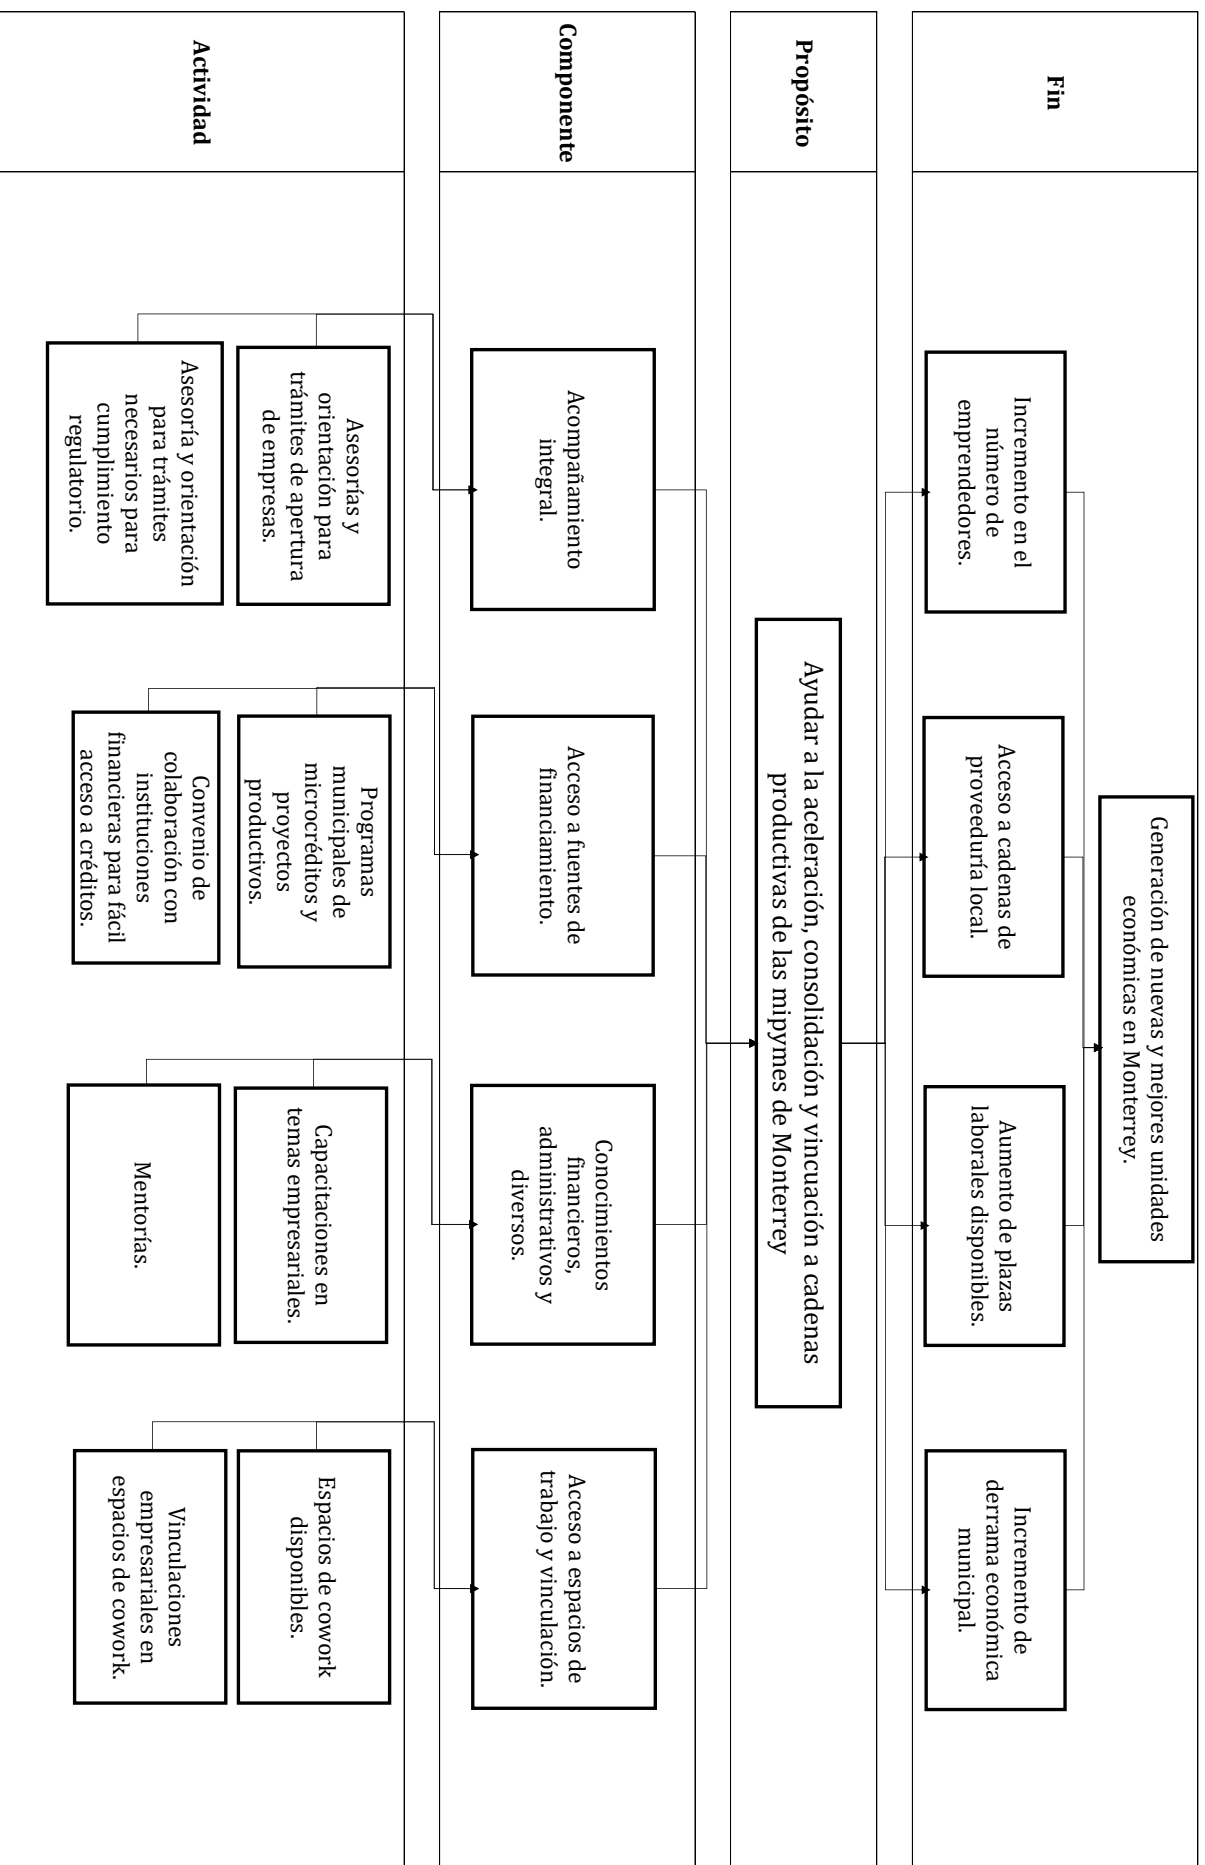 Fin
Generación de nuevas y mejores unidades
económicas en Monterrey.
Incremento en el
número de
emprendedores.
Acceso a cadenas de
proveeduría local.
Aumento de plazas
laborales disponibles.
Incremento de
derrama económica
municipal.
Propósito
Ayudar a la aceleración, consolidación y vincuación a cadenas
productivas de las mipymes de Monterrey
Componente
Acompañamiento
integral.
Acceso a fuentes de
financiamiento.
Conocimientos
financieros,
administrativos y
diversos.
Acceso a espacios de
trabajo y vinculación.
Actividad
Asesorías y
orientación para
trámites de apertura
de empresas.
Programas
municipales de
microcréditos y
proyectos
productivos.
Capacitaciones en
temas empresariales.
Espacios de cowork
disponibles.
Asesoría y orientación
para trámites
necesarios para
cumplimiento
regulatorio.
Convenio de
colaboración con
instituciones
financieras para fácil
acceso a créditos.
Mentorías.
Vinculaciones
empresariales en
espacios de cowork.